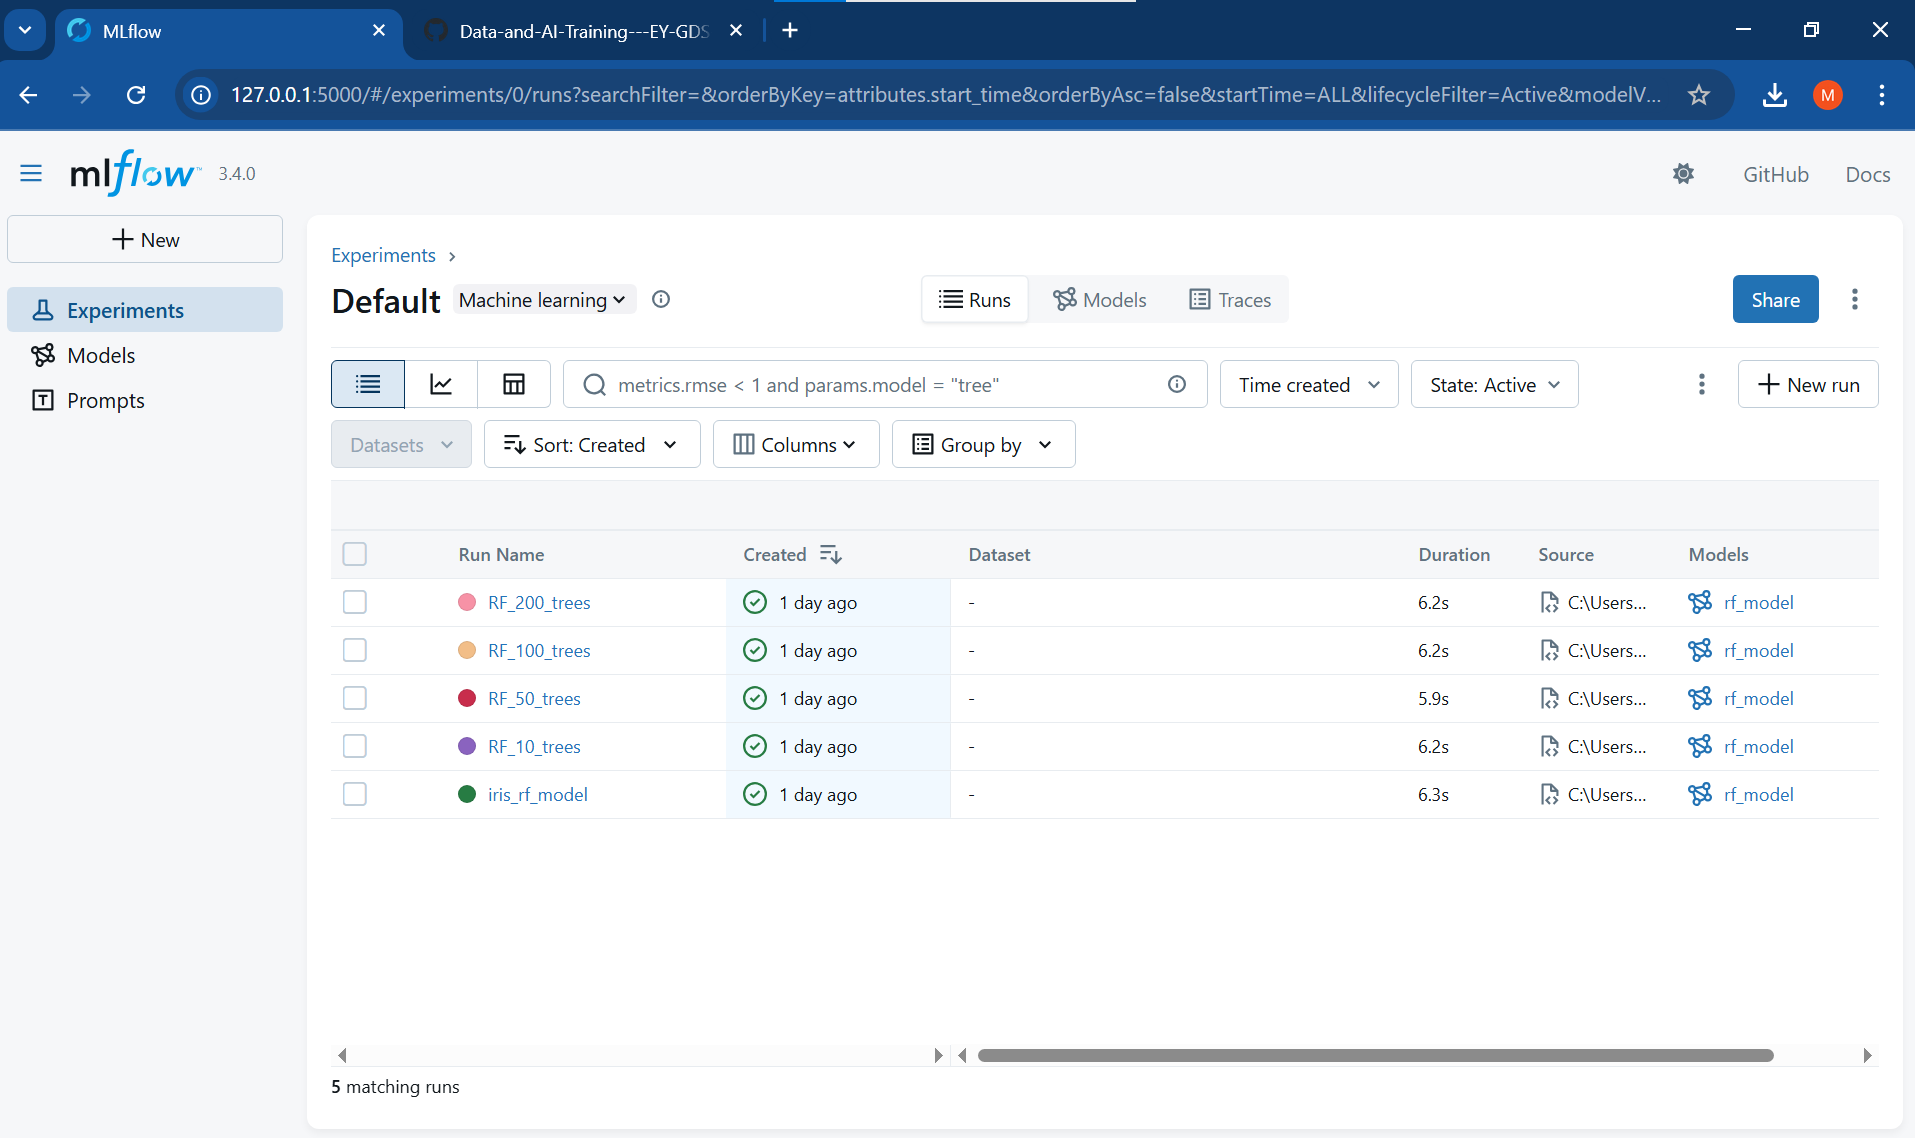 MLflow
Data-and-AI-Training---EY-GDS
127.0.0.1:5000/#/experiments/0/runs?searchFilter=&orderByKey=attributes.start_time&orderByAsc=false&startTime=ALL&lifecycleFilter=Active&modelV...
M
mlflow™ 3.4.0
GitHub
Docs
New
Experiments
Models
Prompts
Experiments
Default
Machine learning
Runs
Models
Traces
Share
metrics.rmse < 1 and params.model = "tree"
Time created
State: Active
New run
Datasets
Sort: Created
Columns
Group by
Run Name Created Dataset Duration Source Models
RF_200_trees 1 day ago - 6.2s C:\Users... rf_model
RF_100_trees 1 day ago - 6.2s C:\Users... rf_model
RF_50_trees 1 day ago - 5.9s C:\Users... rf_model
RF_10_trees 1 day ago - 6.2s C:\Users... rf_model
iris_rf_model 1 day ago - 6.3s C:\Users... rf_model
5 matching runs